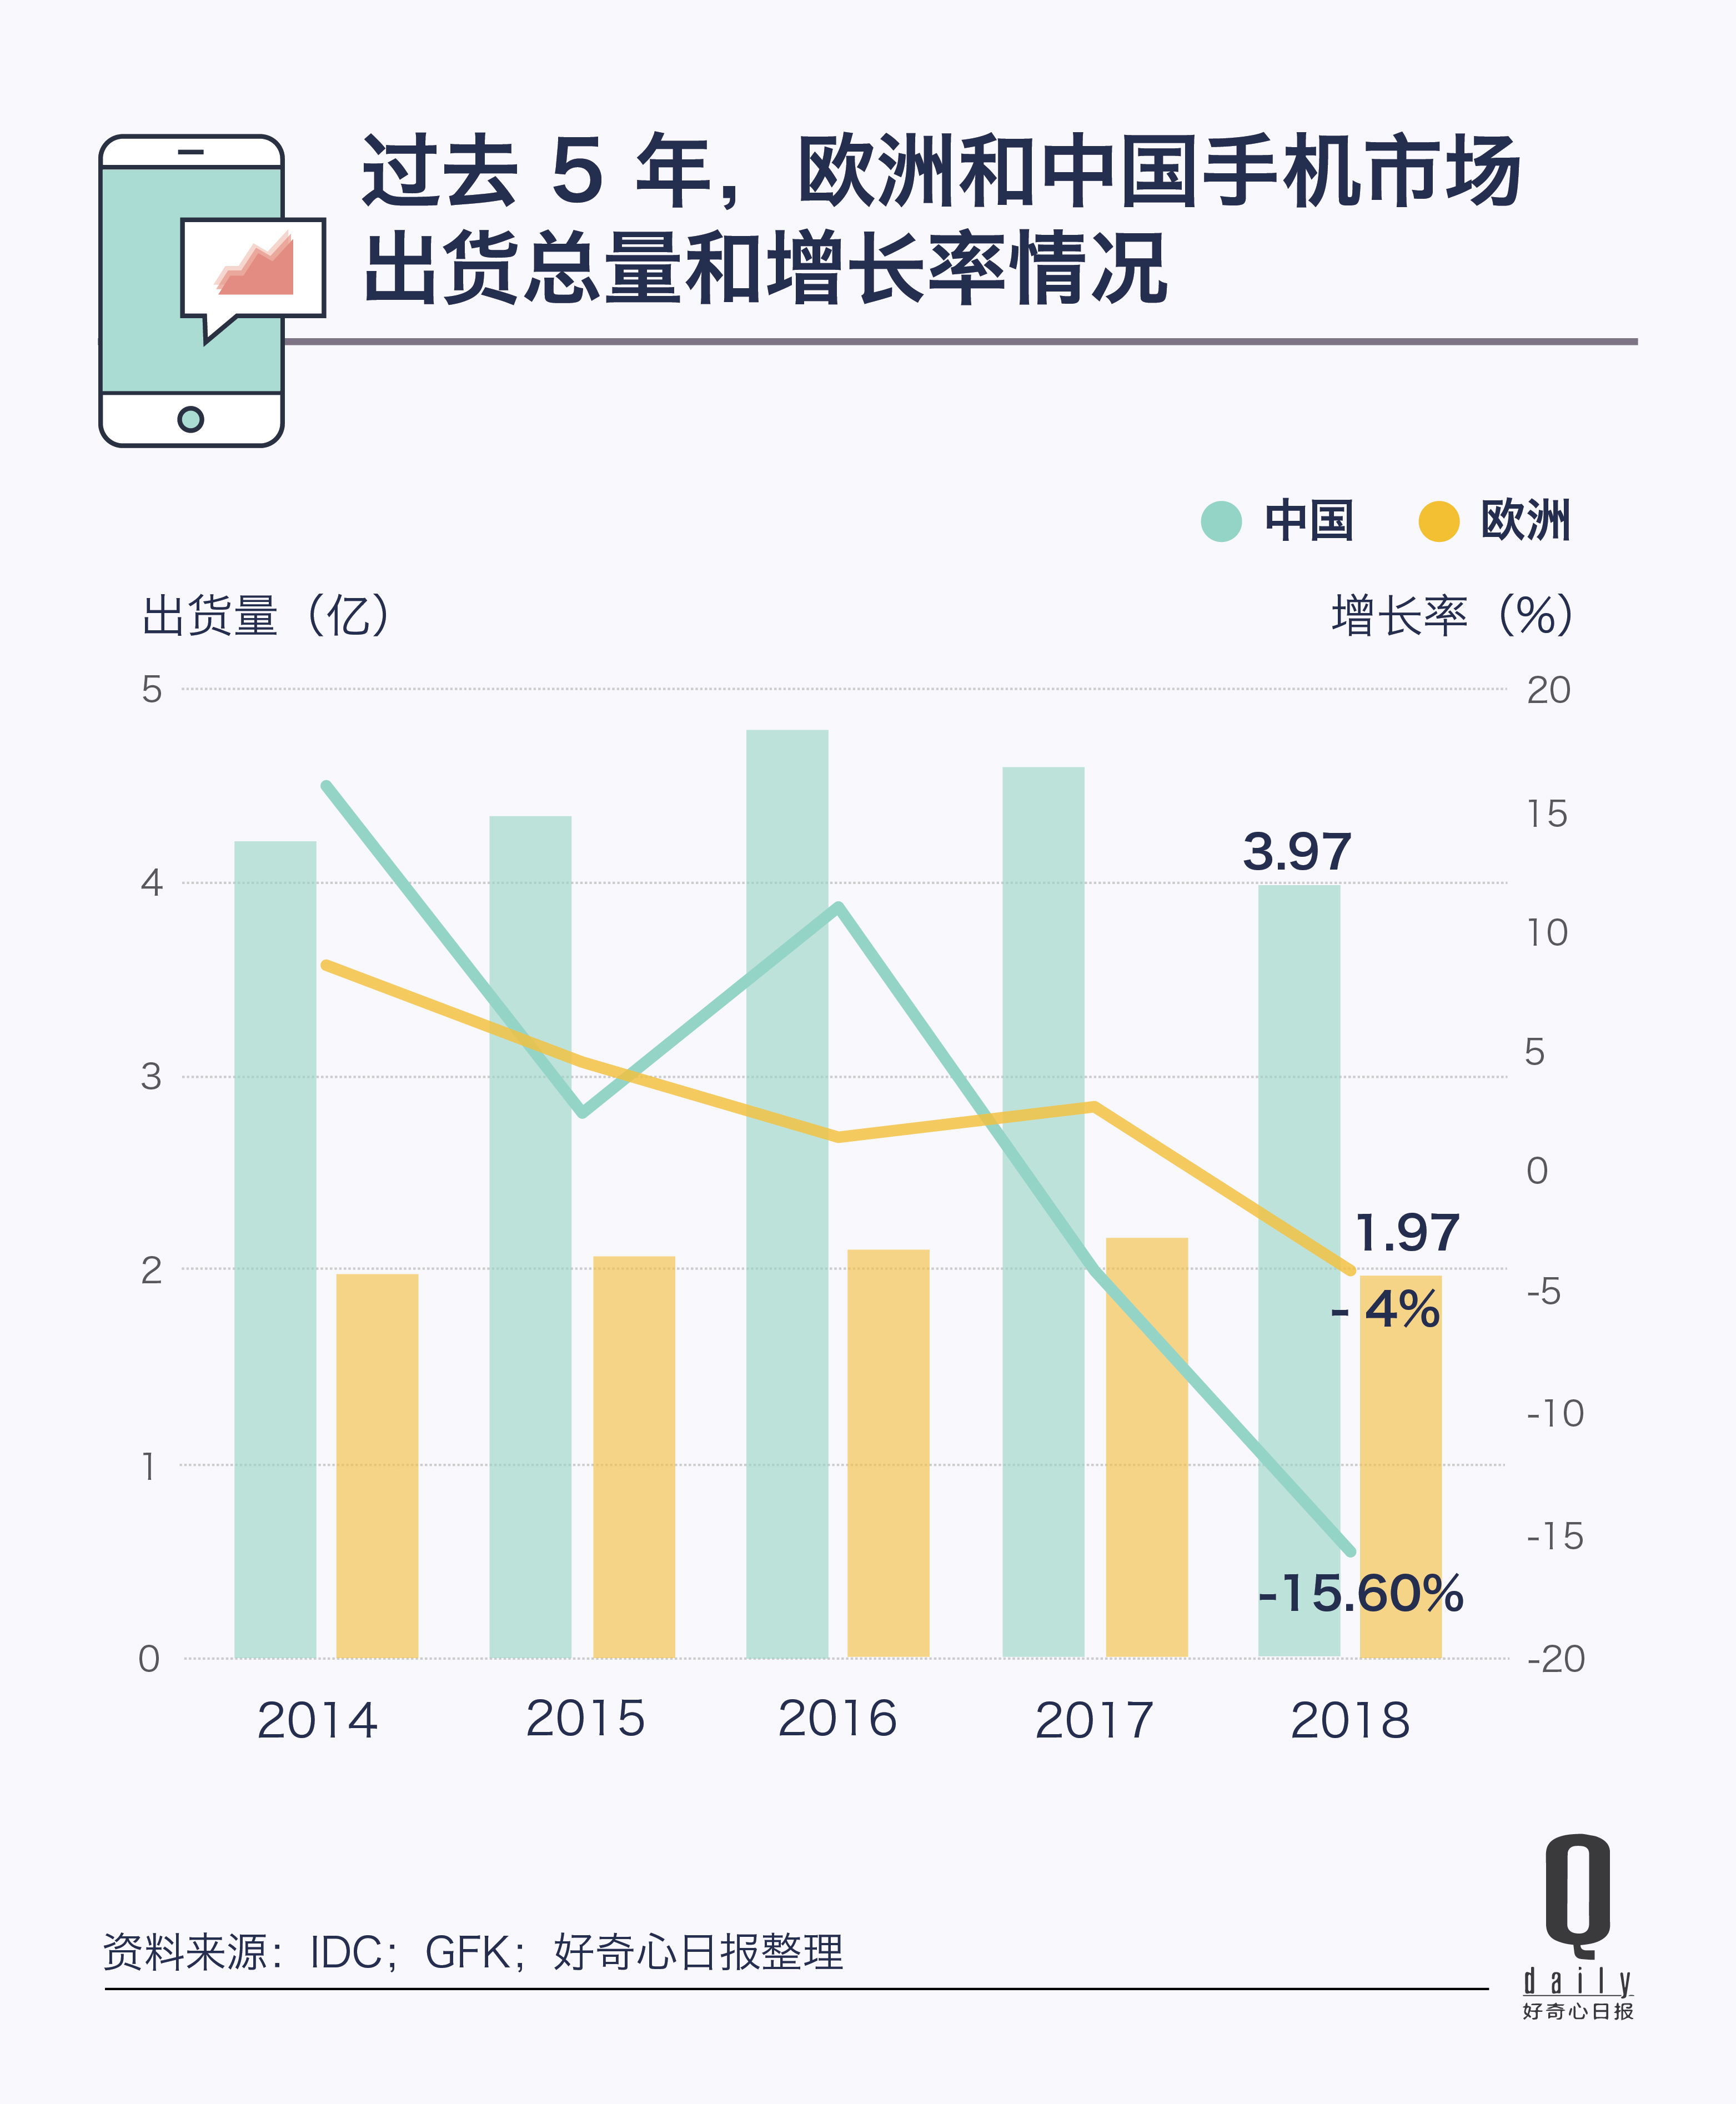 过去 5 年，欧洲和中国手机市场
出货总量和增长率情况
中国 欧洲
出货量（亿） 增长率（%）
5 20
15
4
10
3 5
0
2 -5
-10
1
-15
0 -20
3.97
1.97
- 4%
-15.60%
2014 2015 2016 2017 2018
资料来源：IDC；GFK；好奇心日报整理
Q
daily
好奇心日报